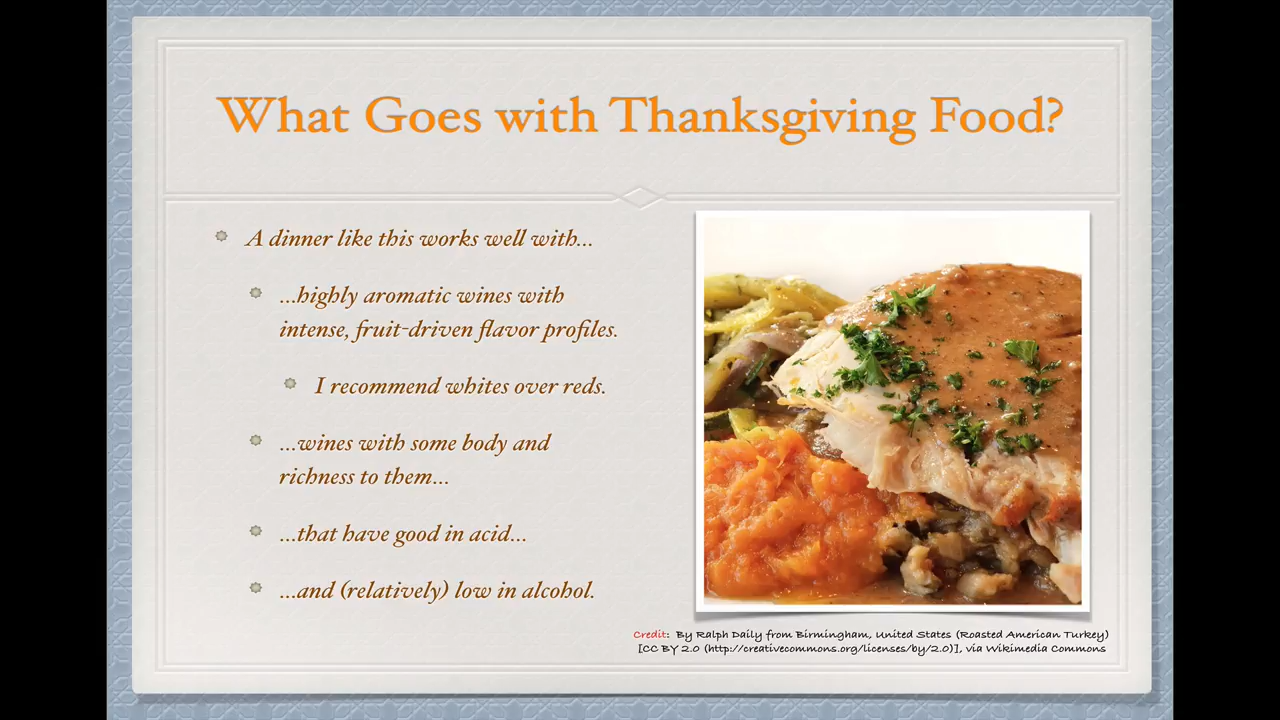 What Goes with Thanksgiving Food?
A dinner like this works well with...
...highly aromatic wines with
intense, fruit-driven flavor profiles.
I recommend whites over reds.
...wines with some body and
richness to them...
...that have good in acid...
...and (relatively) low in alcohol.
Credit: By Ralph Daily from Birmingham, United States (Roasted American Turkey)
[CC BY 2.0 (http://creativecommons.org/licenses/by/2.0)], via Wikimedia Commons